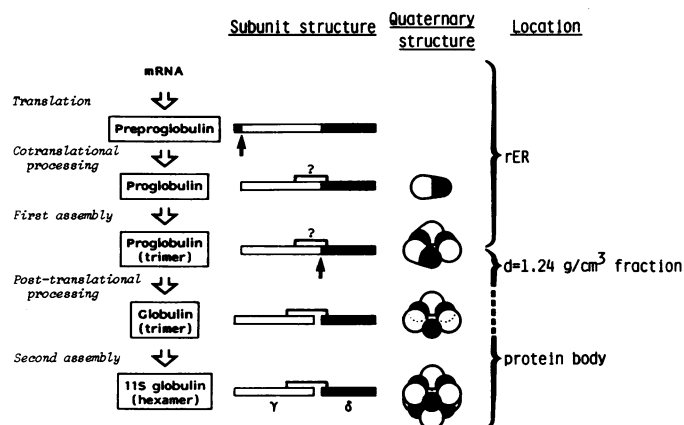 Subunit structure
Quaternary
structure
Location
mRNA
Translation
Preproglobulin
Cotranslational
processing
?
Proglobulin
rER
First assembly
?
Proglobulin
(trimer)
d=1.24 g/cm³ fraction
Post-translational
processing
Globulin
(trimer)
Second assembly
protein body
11S globulin
(hexamer)
γ
δ